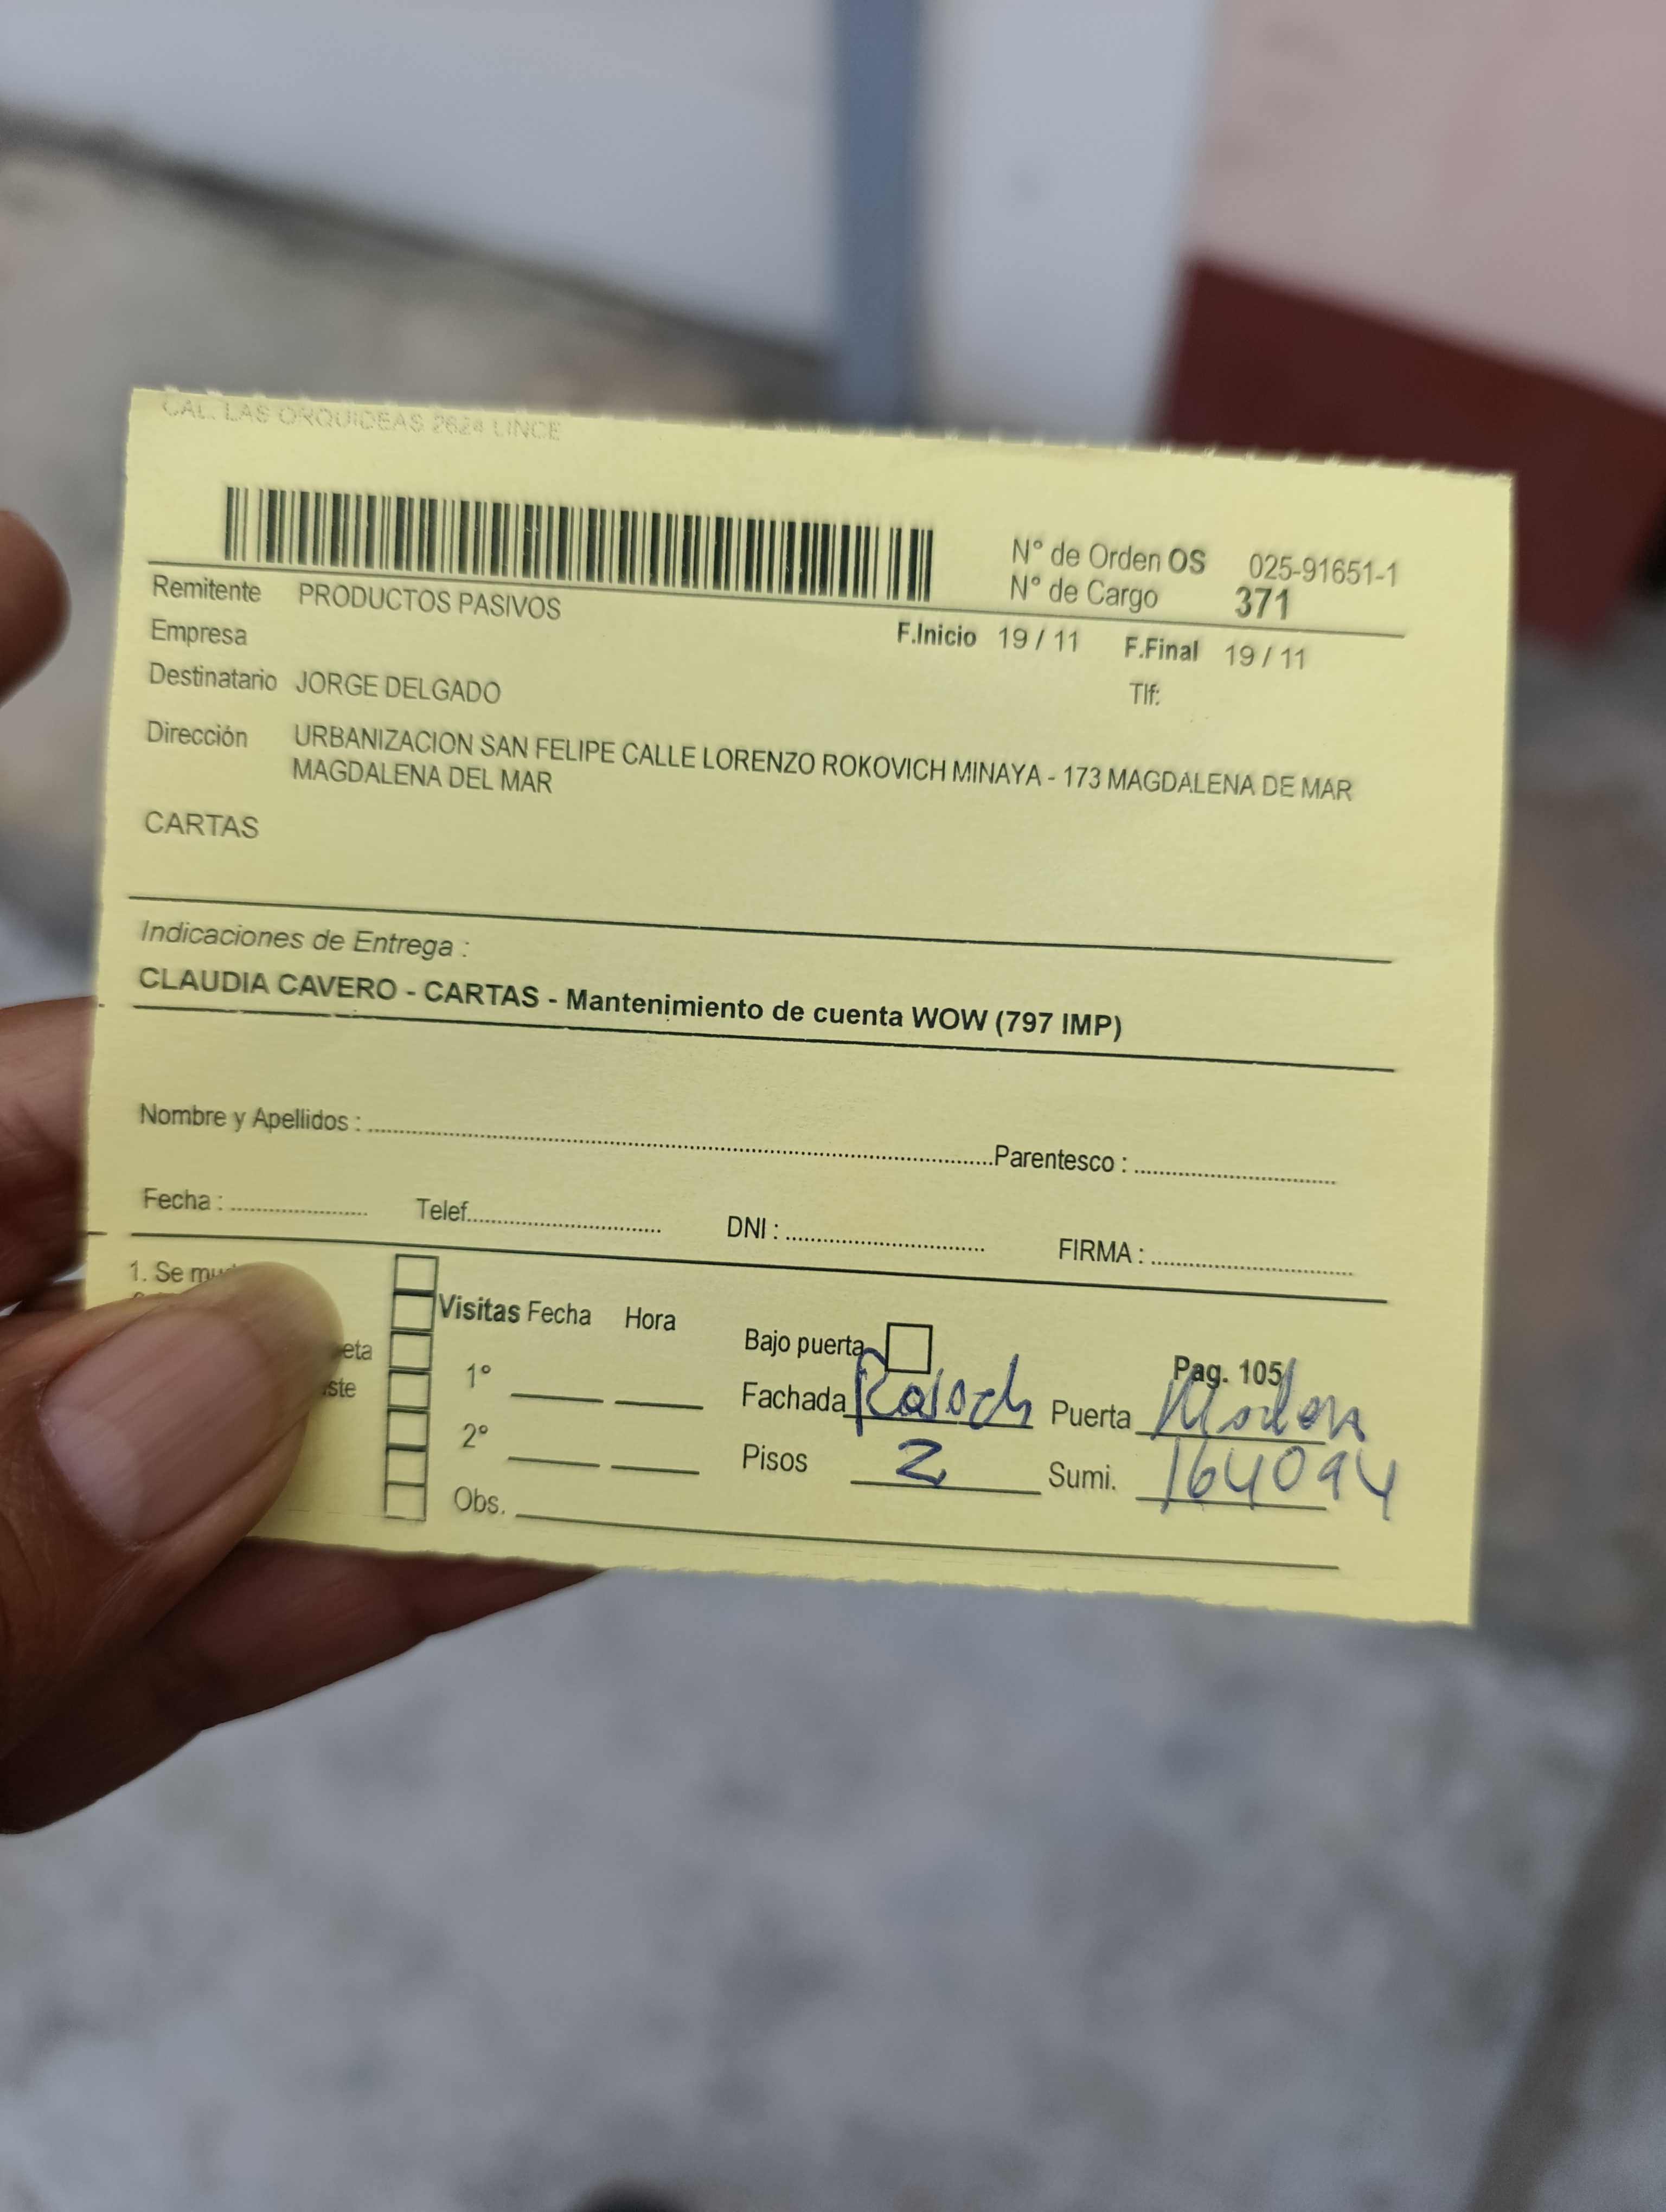 CAL. LAS ORQUIDEAS 2624 LINCE
N° de Orden OS 025-91651-1
N° de Cargo 371
Remitente PRODUCTOS PASIVOS
Empresa
F.Inicio 19 / 11 F.Final 19 / 11
Destinatario JORGE DELGADO
Tlf:
Dirección URBANIZACION SAN FELIPE CALLE LORENZO ROKOVICH MINAYA - 173 MAGDALENA DE MAR
MAGDALENA DEL MAR
CARTAS
Indicaciones de Entrega :
CLAUDIA CAVERO - CARTAS - Mantenimiento de cuenta WOW (797 IMP)
Nombre y Apellidos : Parentesco :
Fecha : Telef. DNI : FIRMA :
1. Se
Visitas Fecha Hora
Bajo puerta
Pag. 105
eta
1°
Fachada Puerta
2°
Pisos 2 Sumi. 164094
Obs.